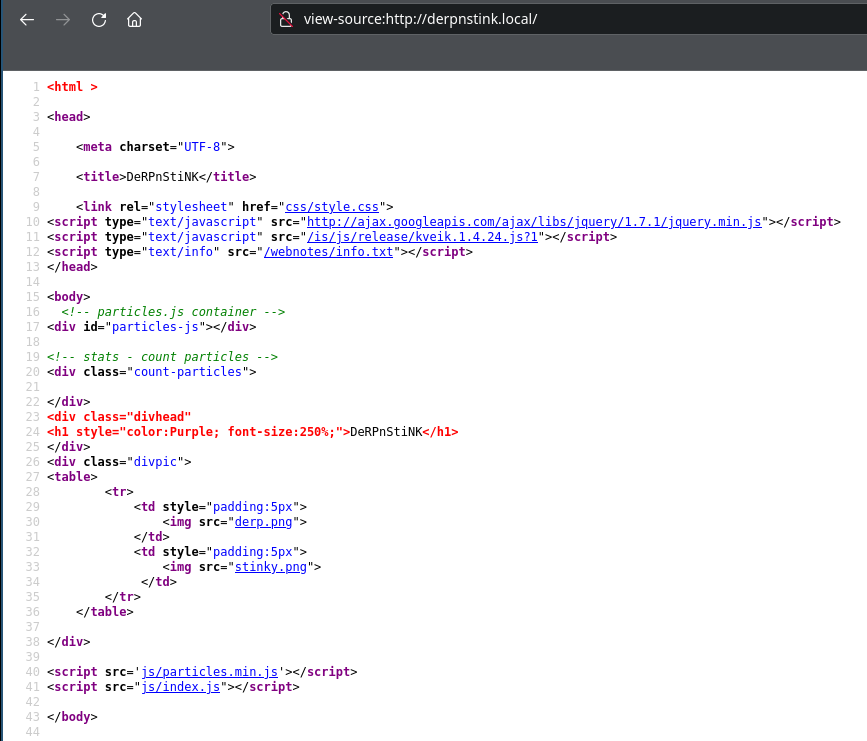 view-source:http://derpnstink.local/
1 <html >
2
3 <head>
4
5     <meta charset="UTF-8">
6
7     <title>DeRPnStiNK</title>
8
9     <link rel="stylesheet" href="css/style.css">
10 <script type="text/javascript" src="http://ajax.googleapis.com/ajax/libs/jquery/1.7.1/jquery.min.js"></script>
11 <script type="text/javascript" src="/is/js/release/kveik.1.4.24.js?1"></script>
12 <script type="text/info" src="/webnotes/info.txt"></script>
13 </head>
14
15 <body>
16   <!-- particles.js container -->
17 <div id="particles-js"></div>
18
19 <!-- stats - count particles -->
20 <div class="count-particles">
21
22 </div>
23 <div class="divhead"
24 <h1 style="color:Purple; font-size:250%;">DeRPnStiNK</h1>
25 </div>
26 <div class="divpic">
27 <table>
28         <tr>
29             <td style="padding:5px">
30                 <img src="derp.png">
31             </td>
32             <td style="padding:5px">
33                 <img src="stinky.png">
34              </td>
35         </tr>
36     </table>
37
38 </div>
39
40 <script src='js/particles.min.js'></script>
41 <script src="js/index.js"></script>
42
43 </body>
44